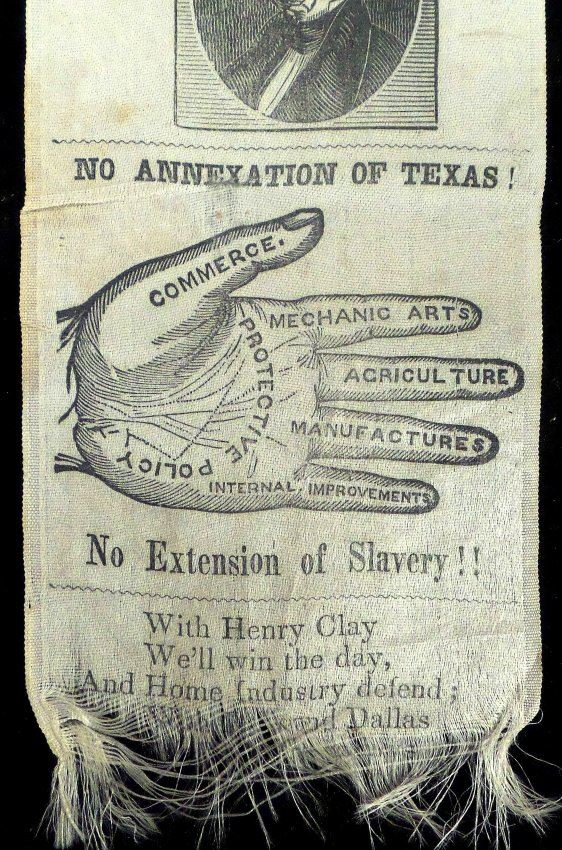 NO ANNEXATION OF TEXAS!
COMMERCE.
MECHANIC ARTS
AGRICULTURE
MANUFACTURES
INTERNAL. IMPROVEMENTS
PROTECTIVE
POLICY
No Extension of Slavery!!
With Henry Clay
We'll win the day,
And Home Industry defend;
Dallas